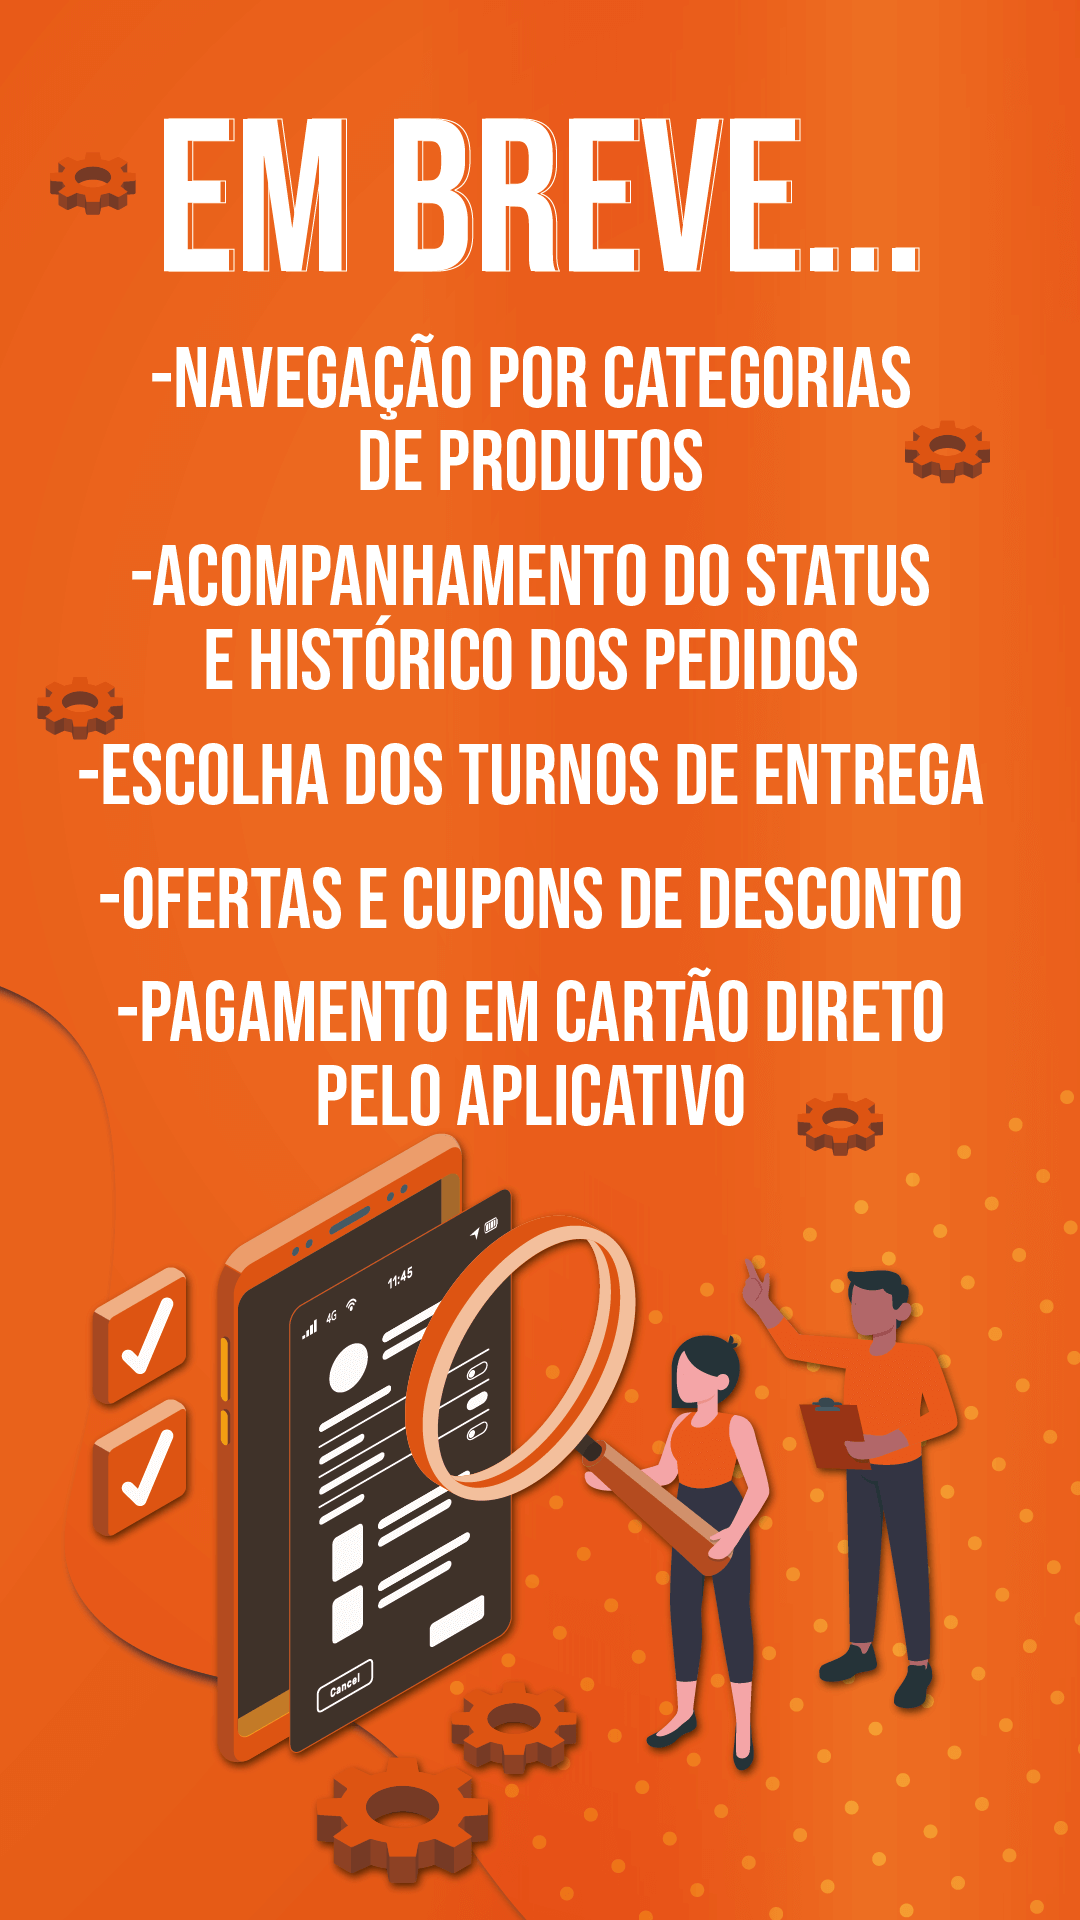 EM BREVE...
-NAVEGAÇÃO POR CATEGORIAS
DE PRODUTOS
-ACOMPANHAMENTO DO STATUS
E HISTÓRICO DOS PEDIDOS
-ESCOLHA DOS TURNOS DE ENTREGA
-OFERTAS E CUPONS DE DESCONTO
-PAGAMENTO EM CARTÃO DIRETO
PELO APLICATIVO
4G
11:45
Cancel